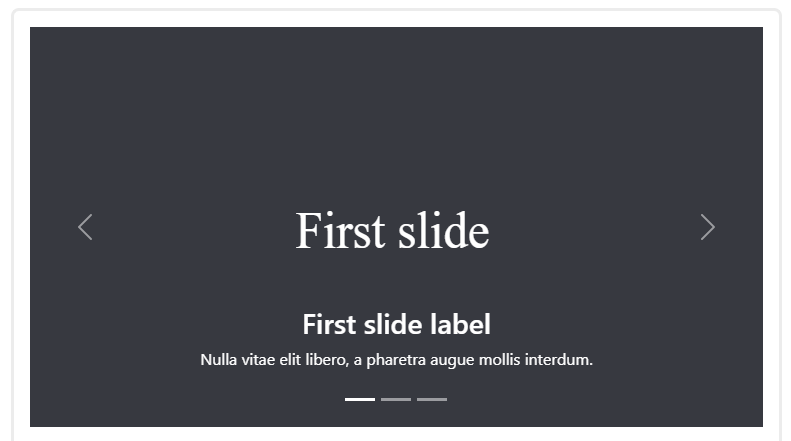 First slide
First slide label
Nulla vitae elit libero, a pharetra augue mollis interdum.